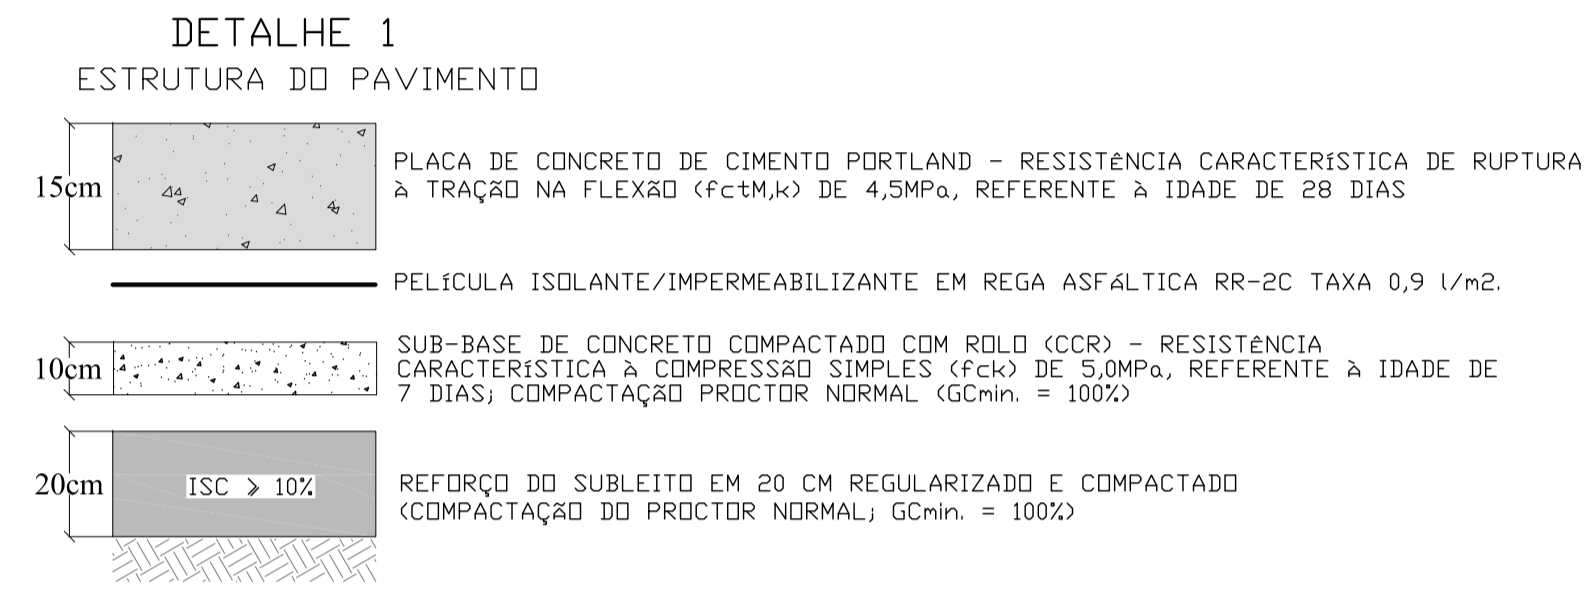 DETALHE 1
ESTRUTURA DO PAVIMENTO
15cm
PLACA DE CONCRETO DE CIMENTO PORTLAND - RESISTÊNCIA CARACTERíSTICA DE RUPTURA
À TRAÇÃO NA FLEXÃO (fctM,k) DE 4,5MPa, REFERENTE À IDADE DE 28 DIAS
PELíCULA ISOLANTE/IMPERMEABILIZANTE EM REGA ASFáLTICA RR-2C TAXA 0,9 l/m2.
10cm
SUB-BASE DE CONCRETO COMPACTADO COM ROLO (CCR) - RESISTÊNCIA
CARACTERíSTICA À COMPRESSÃO SIMPLES (fck) DE 5,0MPa, REFERENTE À IDADE DE
7 DIAS; COMPACTAÇÃO PROCTOR NORMAL (GCmin. = 100%)
20cm
ISC ⩾ 10%
REFORÇO DO SUBLEITO EM 20 CM REGULARIZADO E COMPACTADO
(COMPACTAÇÃO DO PROCTOR NORMAL; GCmin. = 100%)